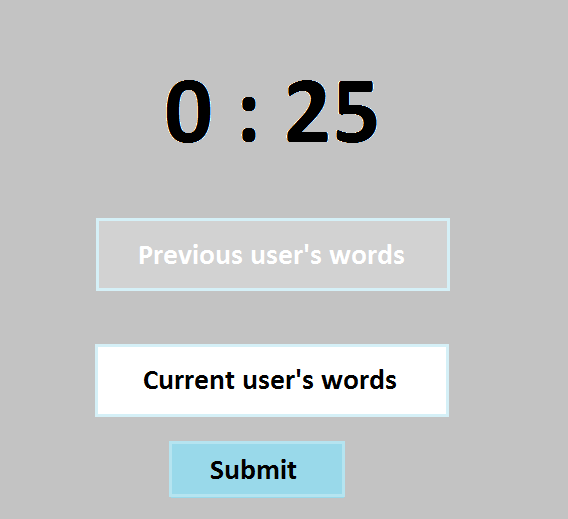 0 : 25
Previous user's words
Current user's words
Submit